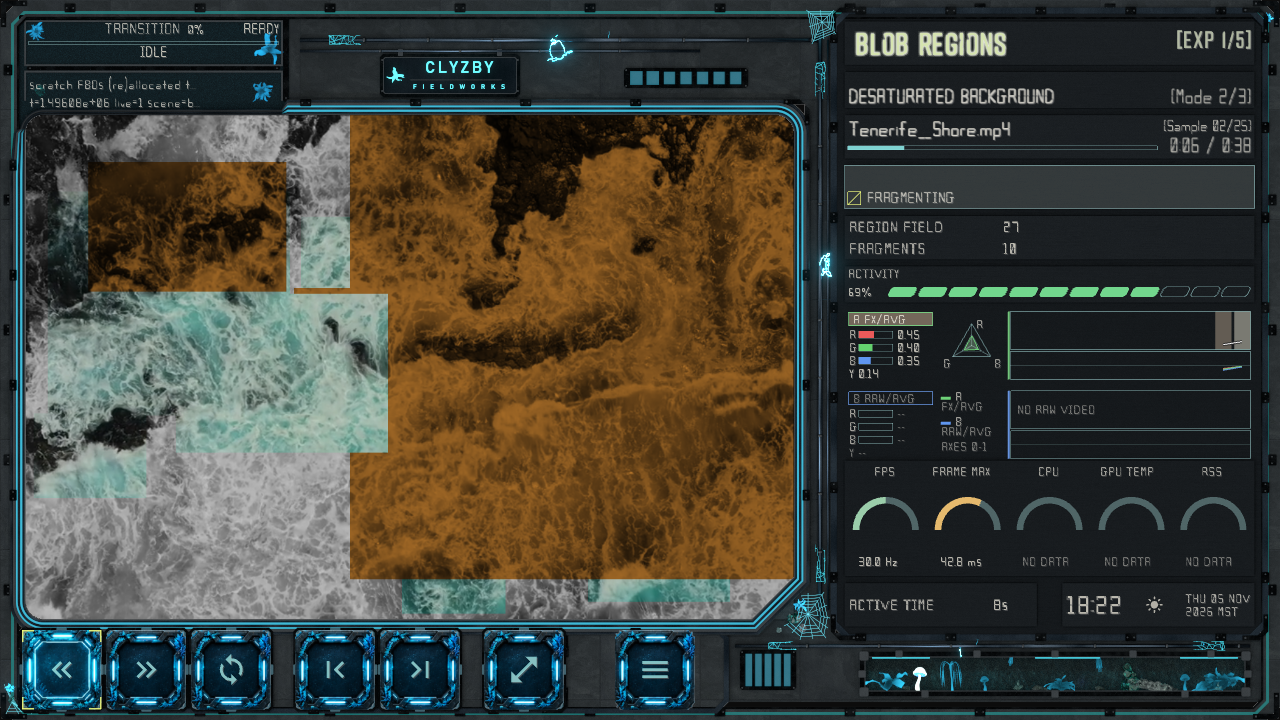 TRANSITION 0%
READY
IDLE
scratch FBOs (re)allocated t..
t=149608e+06 live=1 scene=b..
CLYZBY
FIELDWORKS
BLOB REGIONS
[EXP 1/5]
DESATURATED BACKGROUND
(Mode 2/3)
Tenerife__Shore.mp4
(Sample 02/25)
0:06 / 0:38
FRAGMENTING
REGION FIELD 27
FRAGMENTS 10
ACTIVITY
69%
A FX/AVG
R 0.45
G 0.40
B 0.35
Y 0.14
R
G B
B RAW/AVG
R --
G --
B --
Y --
A
FX/AVG
B
RAW/AVG
AXES 0-1
NO RAW VIDEO
FPS
FRAME MAX
CPU
GPU TEMP
RSS
30.0 Hz
42.8 mS
NO DATA
NO DATA
NO DATA
ACTIVE TIME 8s
18:22
THU 05 NOV
2026 MST